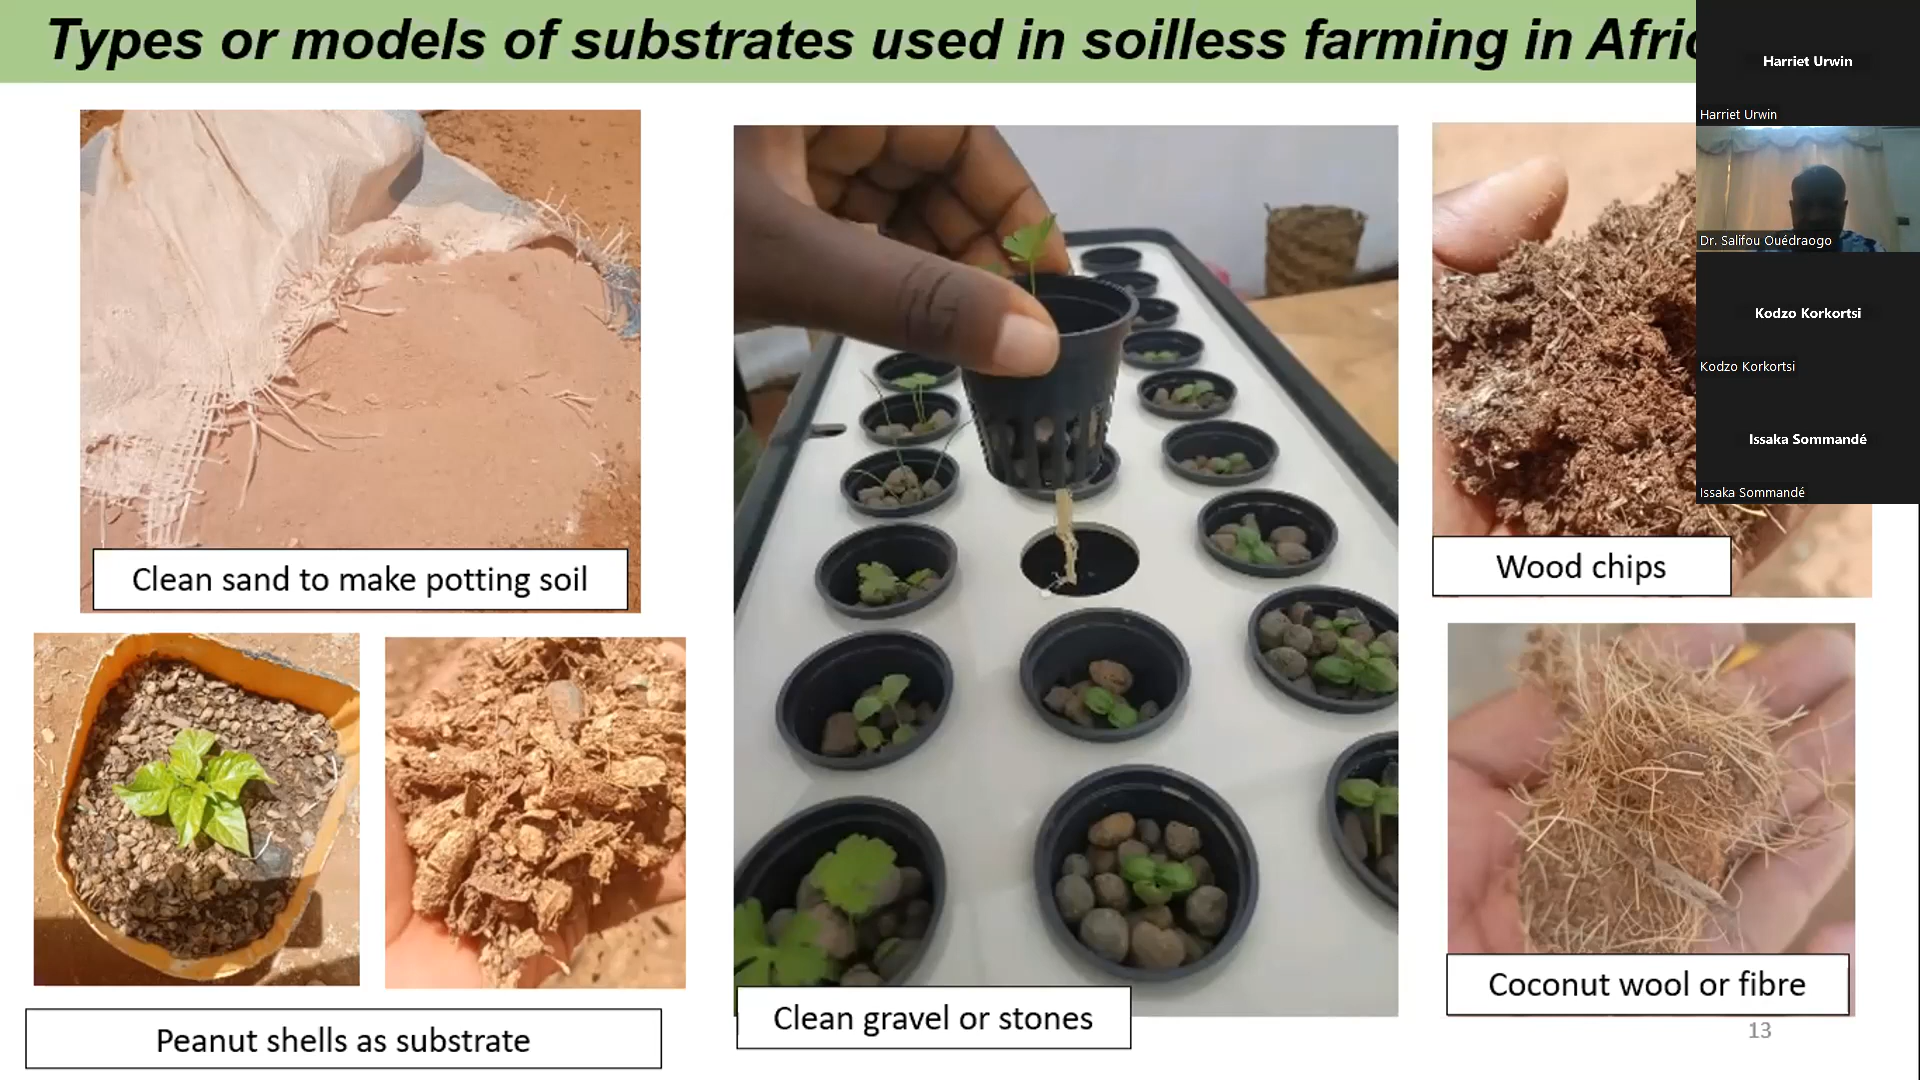 Types or models of substrates used in soilless farming in Afri
Harriet Urwin
Harriet Urwin
Dr. Salifou Ouédraogo
Kodzo Korkortsi
Kodzo Korkortsi
Issaka Sommandé
Issaka Sommandé
Clean sand to make potting soil
Wood chips
Peanut shells as substrate
Clean gravel or stones
Coconut wool or fibre
13